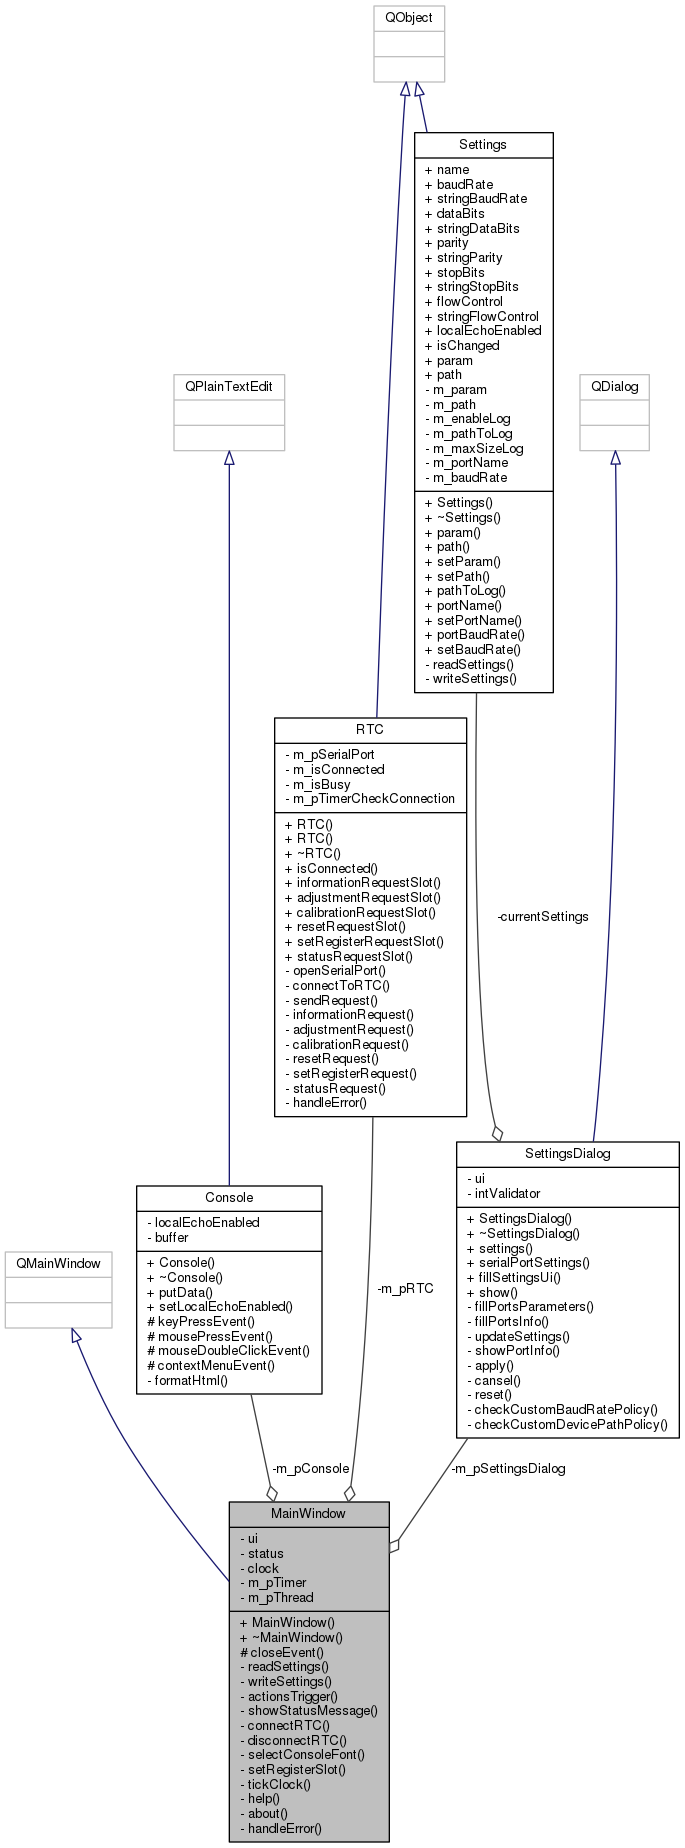 QObject
Settings
+ name
+ baudRate
+ stringBaudRate
+ dataBits
+ stringDataBits
+ parity
+ stringParity
+ stopBits
+ stringStopBits
+ flowControl
+ stringFlowControl
+ localEchoEnabled
+ isChanged
+ param
+ path
- m_param
- m_path
- m_enableLog
- m_pathToLog
- m_maxSizeLog
- m_portName
- m_baudRate
+ Settings()
+ ~Settings()
+ param()
+ path()
+ setParam()
+ setPath()
+ pathToLog()
+ portName()
+ setPortName()
+ portBaudRate()
+ setBaudRate()
- readSettings()
- writeSettings()
QPlainTextEdit
QDialog
RTC
- m_pSerialPort
- m_isConnected
- m_isBusy
- m_pTimerCheckConnection
+ RTC()
+ RTC()
+ ~RTC()
+ isConnected()
+ informationRequestSlot()
+ adjustmentRequestSlot()
+ calibrationRequestSlot()
+ resetRequestSlot()
+ setRegisterRequestSlot()
+ statusRequestSlot()
- openSerialPort()
- connectToRTC()
- sendRequest()
- informationRequest()
- adjustmentRequest()
- calibrationRequest()
- resetRequest()
- setRegisterRequest()
- statusRequest()
- handleError()
-currentSettings
SettingsDialog
- ui
- intValidator
+ SettingsDialog()
+ ~SettingsDialog()
+ settings()
+ serialPortSettings()
+ fillSettingsUi()
+ show()
- fillPortsParameters()
- fillPortsInfo()
- updateSettings()
- showPortInfo()
- apply()
- cansel()
- reset()
- checkCustomBaudRatePolicy()
- checkCustomDevicePathPolicy()
Console
- localEchoEnabled
- buffer
+ Console()
+ ~Console()
+ putData()
+ setLocalEchoEnabled()
# keyPressEvent()
# mousePressEvent()
# mouseDoubleClickEvent()
# contextMenuEvent()
- formatHtml()
QMainWindow
-m_pRTC
-m_pConsole
-m_pSettingsDialog
MainWindow
- ui
- status
- clock
- m_pTimer
- m_pThread
+ MainWindow()
+ ~MainWindow()
# closeEvent()
- readSettings()
- writeSettings()
- actionsTrigger()
- showStatusMessage()
- connectRTC()
- disconnectRTC()
- selectConsoleFont()
- setRegisterSlot()
- tickClock()
- help()
- about()
- handleError()